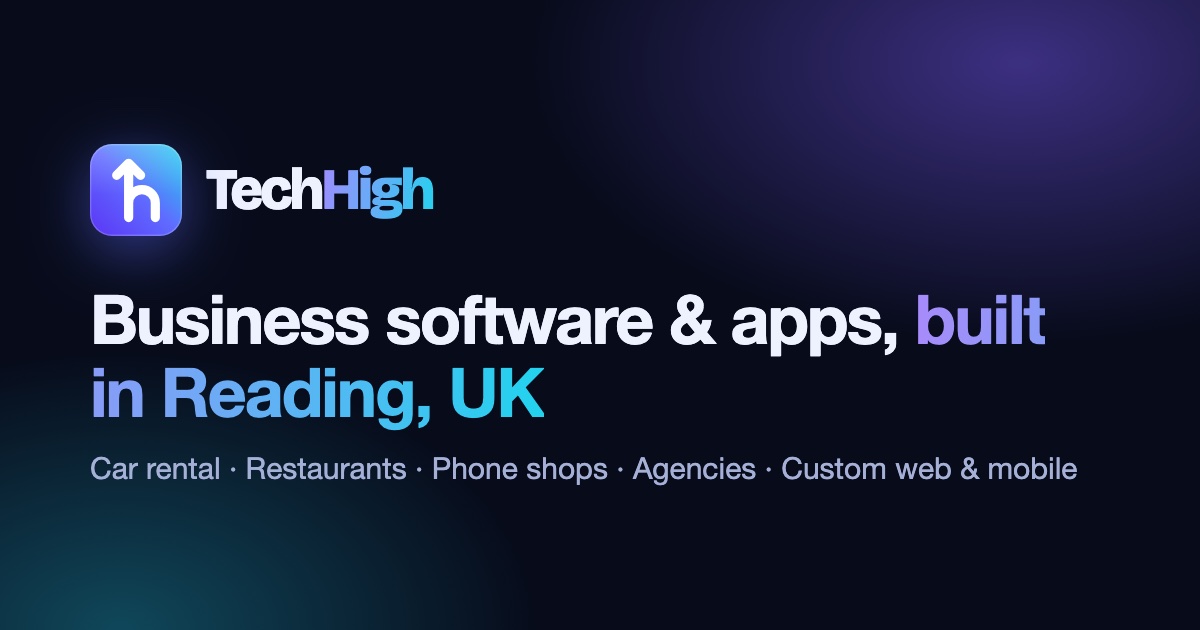 TechHigh
Business software & apps, built
in Reading, UK
Car rental · Restaurants · Phone shops · Agencies · Custom web & mobile